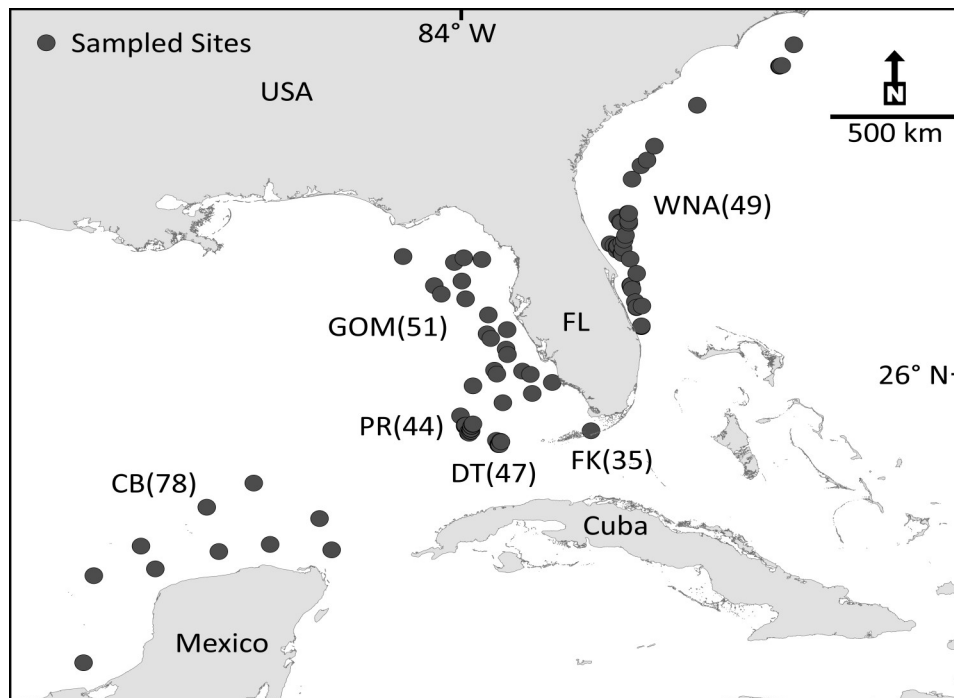 84° W
Sampled Sites
USA
N
500 km
WNA(49)
GOM(51)
FL
26° N
PR(44)
DT(47)
FK(35)
CB(78)
Cuba
Mexico